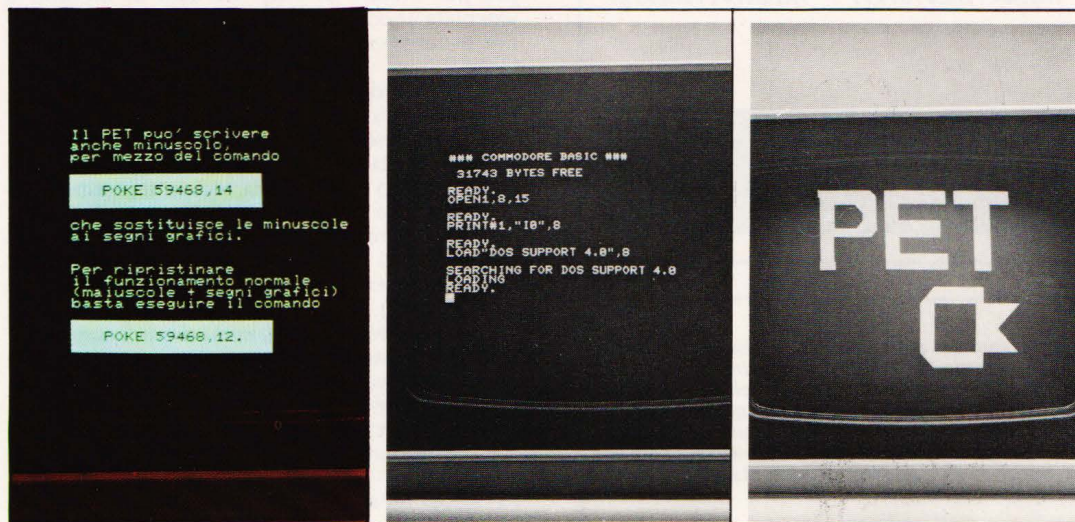 Il PET puo' scrivere
anche minuscolo,
per mezzo del comando
POKE 59468,14
che sostituisce le minuscole
ai segni grafici.
Per ripristinare
il funzionamento normale
(maiuscole + segni grafici)
basta eseguire il comando
POKE 59468,12.
### COMMODORE BASIC ###
31743 BYTES FREE
READY.
OPEN1,8,15
READY.
PRINT#1,"I0",8
READY.
LOAD"DOS SUPPORT 4.0",8
SEARCHING FOR DOS SUPPORT 4.0
LOADING
READY.
PET